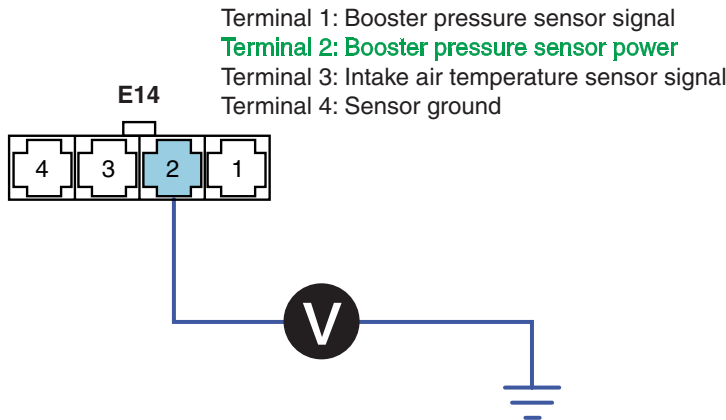 Terminal 1: Booster pressure sensor signal
Terminal 2: Booster pressure sensor power
Terminal 3: Intake air temperature sensor signal
Terminal 4: Sensor ground
E14
4 3 2 1
V